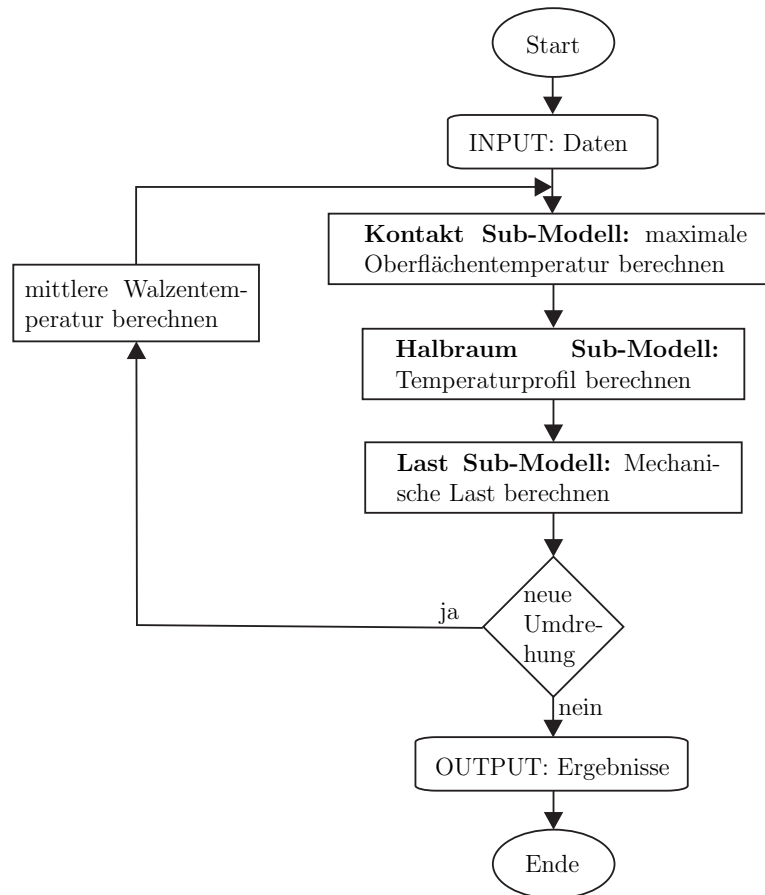 Start
INPUT: Daten
Kontakt Sub-Modell: maximale
Oberflächentemperatur berechnen
mittlere Walzentem-
peratur berechnen
Halbraum Sub-Modell:
Temperaturprofil berechnen
Last Sub-Modell: Mechani-
sche Last berechnen
neue
Umdre-
hung
ja
nein
OUTPUT: Ergebnisse
Ende